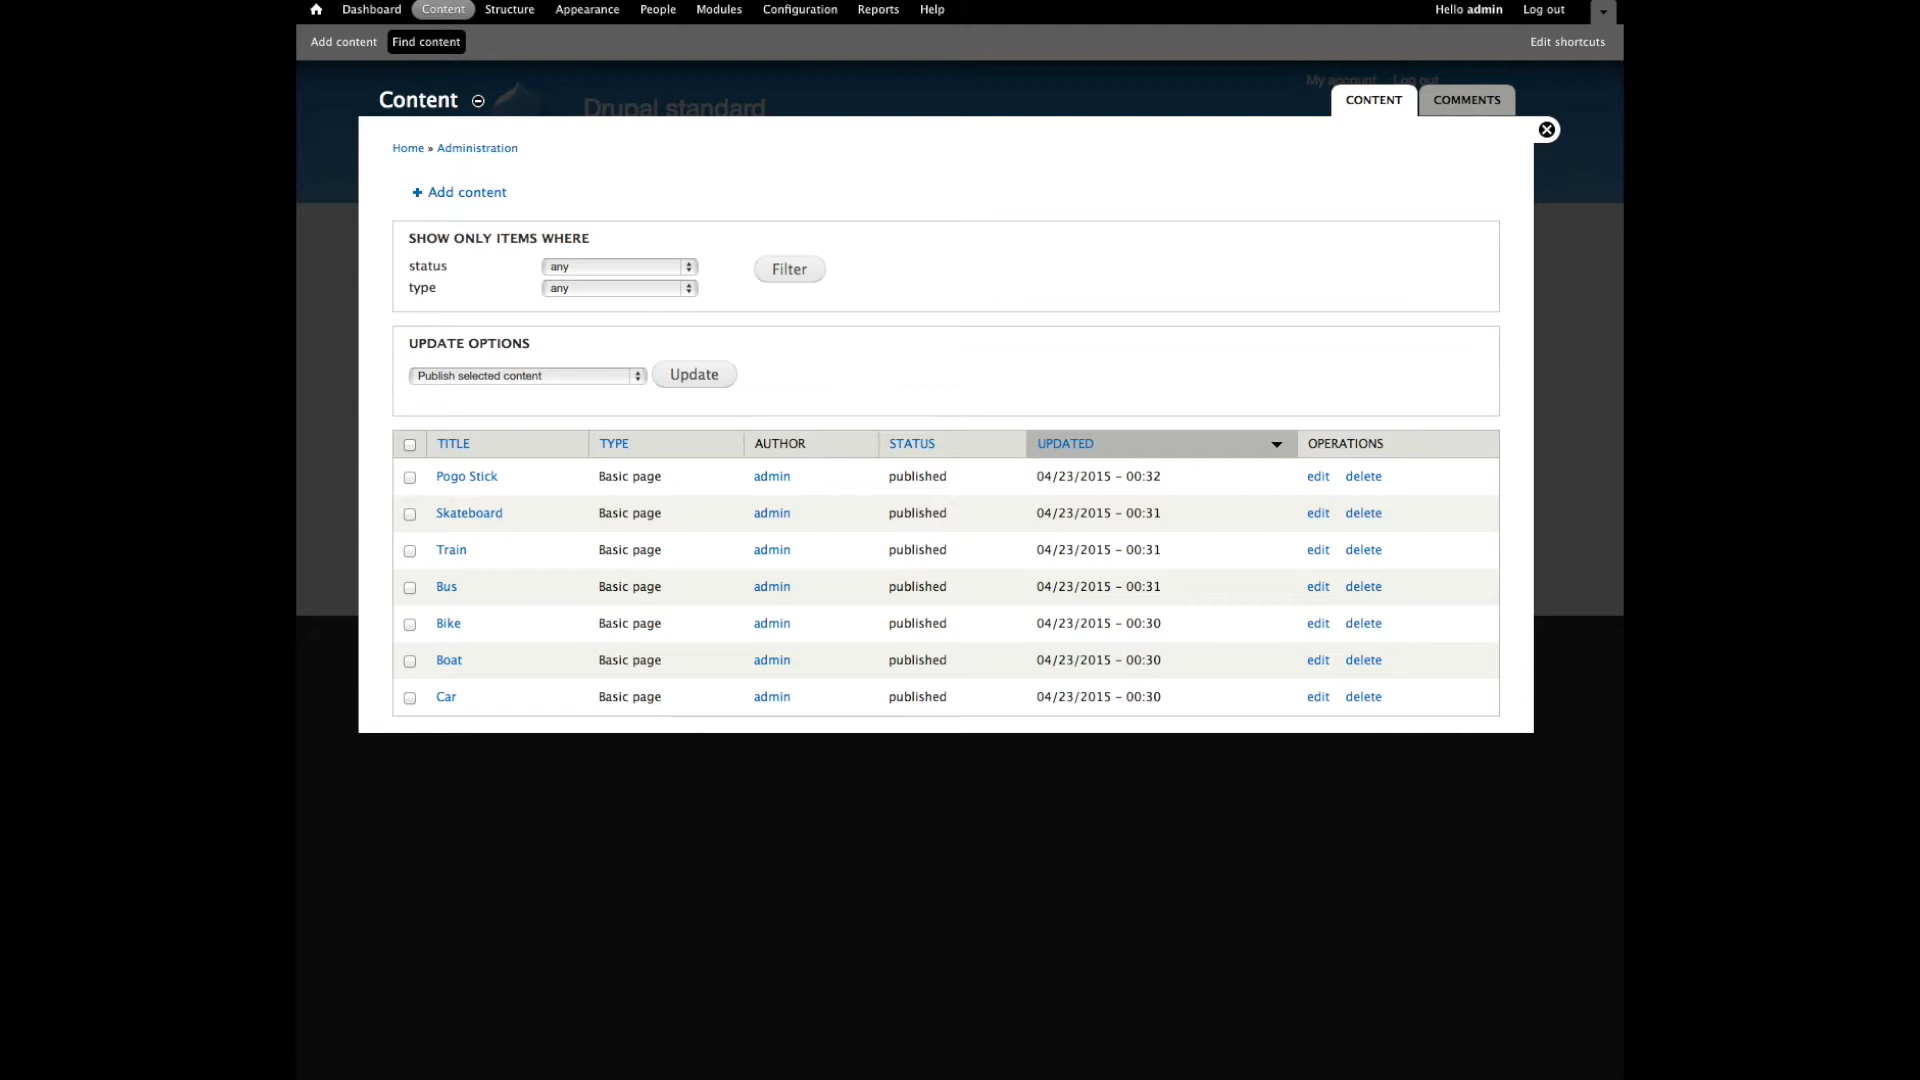 Dashboard Content Structure Appearance People Modules Configuration Reports Help Hello admin Log out
Add content Find content Edit shortcuts
My account Log out
Content Drupal standard CONTENT COMMENTS
Home » Administration
+ Add content
SHOW ONLY ITEMS WHERE
status any Filter
type any
UPDATE OPTIONS
Publish selected content Update
TITLE TYPE AUTHOR STATUS UPDATED OPERATIONS
Pogo Stick Basic page admin published 04/23/2015 - 00:32 edit delete
Skateboard Basic page admin published 04/23/2015 - 00:31 edit delete
Train Basic page admin published 04/23/2015 - 00:31 edit delete
Bus Basic page admin published 04/23/2015 - 00:31 edit delete
Bike Basic page admin published 04/23/2015 - 00:30 edit delete
Boat Basic page admin published 04/23/2015 - 00:30 edit delete
Car Basic page admin published 04/23/2015 - 00:30 edit delete